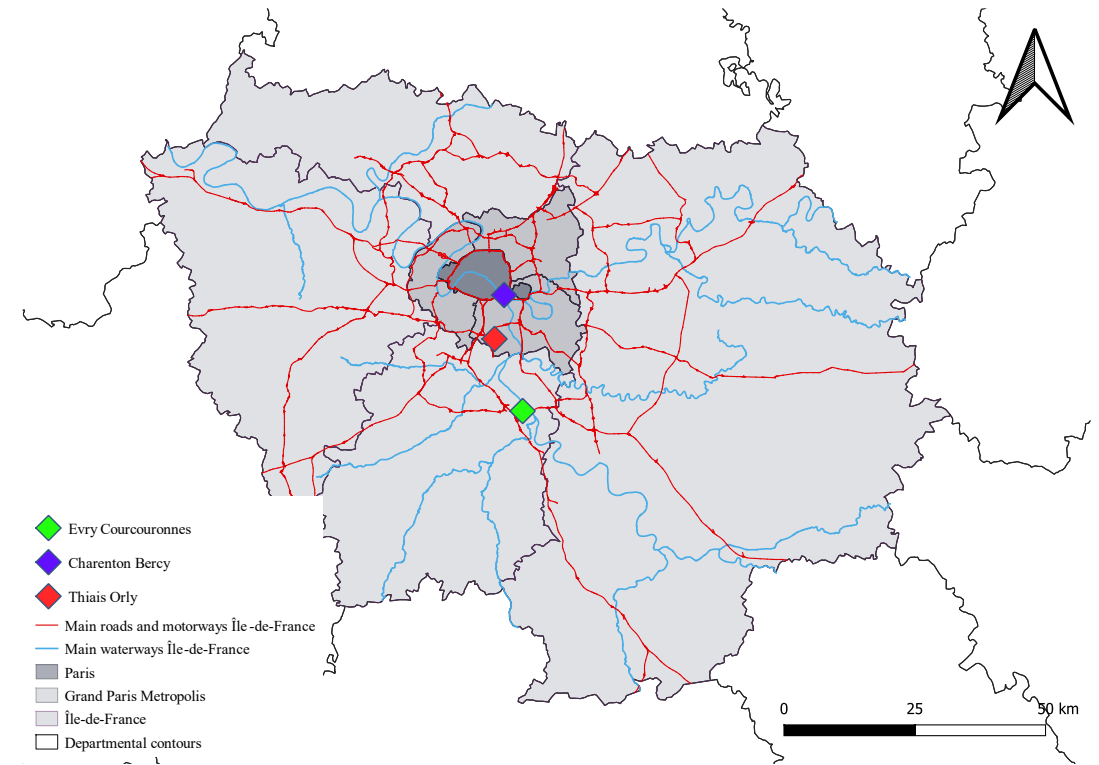 0 25 50 km
Evry Courcouronnes
Charenton Bercy
Thiais Orly
Main roads and motorways Île-de-France
Main waterways Île-de-France
Paris
Grand Paris Metropolis
Île-de-France
Departmental contours